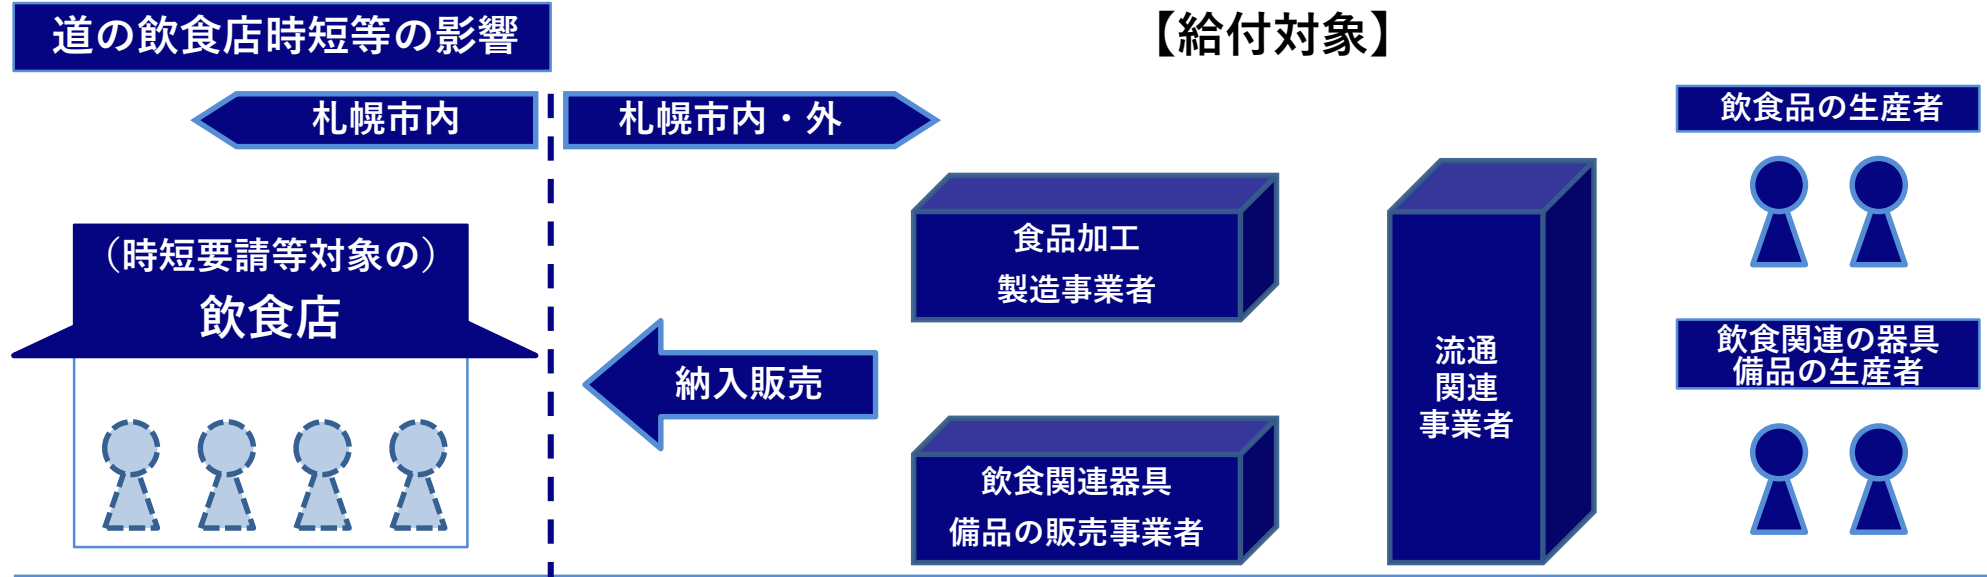 道の飲食店時短等の影響
【給付対象】
札幌市内
札幌市内・外
飲食品の生産者
（時短要請等対象の）
飲食店
食品加工
製造事業者
納入販売
飲食関連器具
備品の販売事業者
流通
関連
事業者
飲食関連の器具
備品の生産者